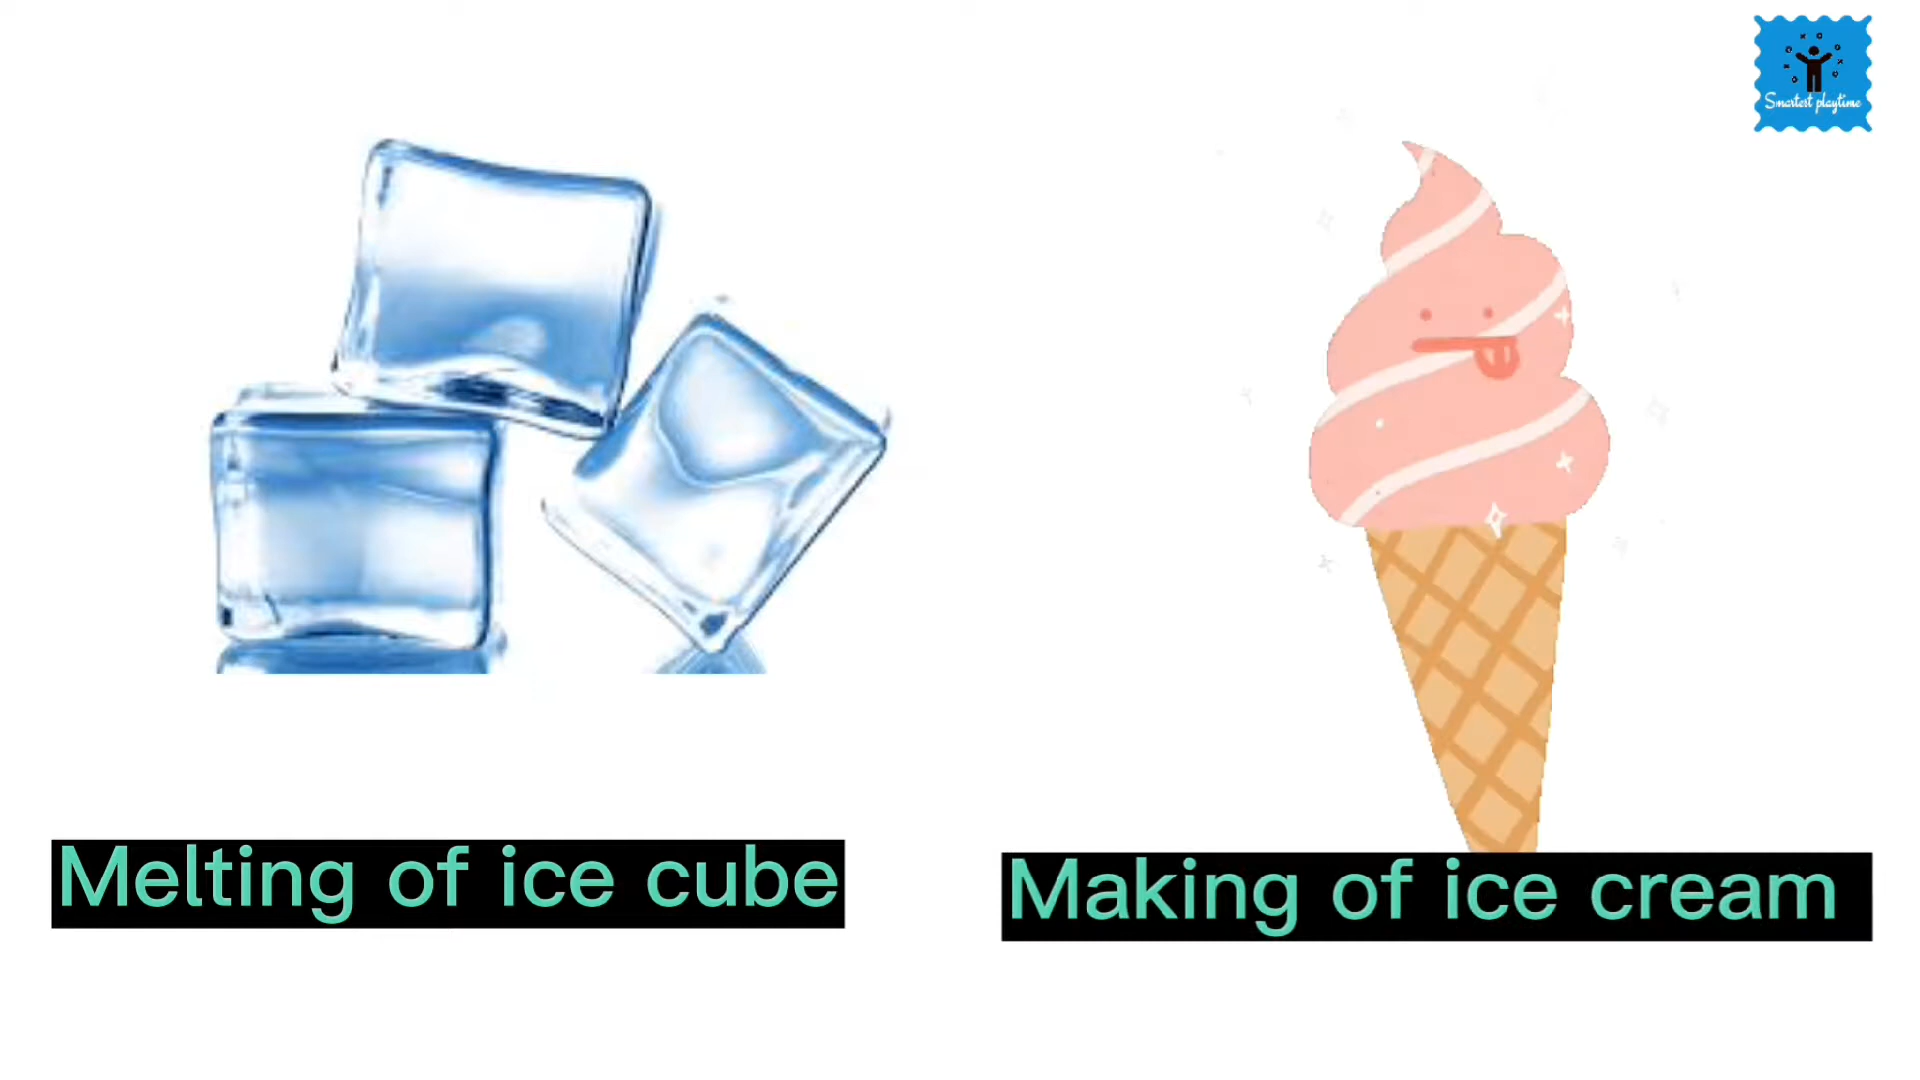 Smartest playtime
Melting of ice cube
Making of ice cream